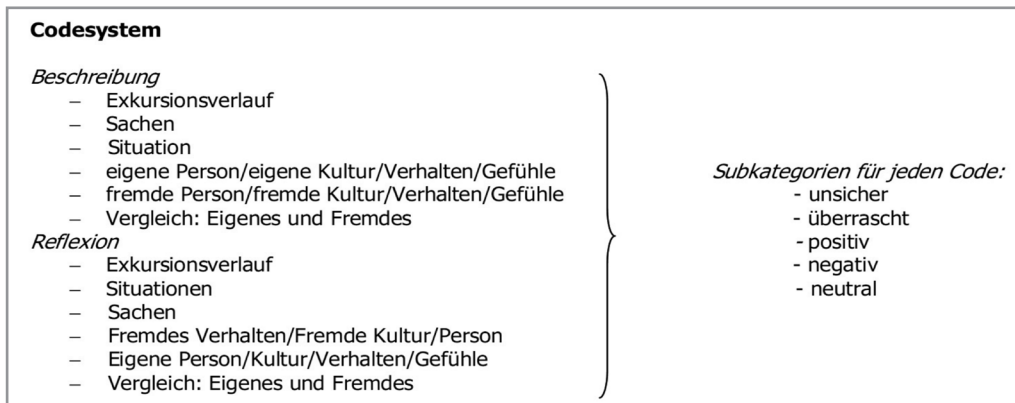 Codesystem
Beschreibung
– Exkursionsverlauf
– Sachen
– Situation
– eigene Person/eigene Kultur/Verhalten/Gefühle
– fremde Person/fremde Kultur/Verhalten/Gefühle
– Vergleich: Eigenes und Fremdes
Reflexion
– Exkursionsverlauf
– Situationen
– Sachen
– Fremdes Verhalten/Fremde Kultur/Person
– Eigene Person/Kultur/Verhalten/Gefühle
– Vergleich: Eigenes und Fremdes
Subkategorien für jeden Code:
- unsicher
- überrascht
- positiv
- negativ
- neutral